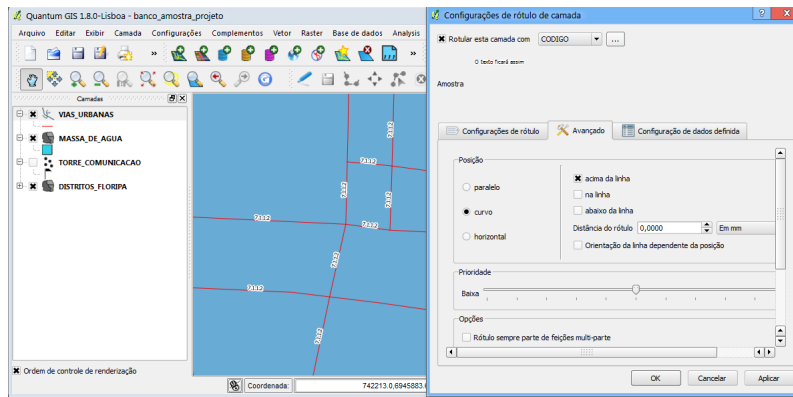 Quantum GIS 1.8.0-Lisboa - banco_amostra_projeto
Arquivo Editar Exibir Camada Configurações Complementos Vetor Raster Base de dados Analysis »
Camadas
VIAS_URBANAS
MASSA_DE_AGUA
TORRE_COMUNICACAO
DISTRITOS_FLORIPA
7112
7112
7112
7112
7112
7112
7112
7112
7112
Ordem de controle de renderização
Coordenada: 742213.0,6945883.
Configurações de rótulo de camada
Rotular esta camada com CODIGO ...
O texto ficará assim
Amostra
Configurações de rótulo Avançado Configuração de dados definida
Posição
paralelo
curvo
horizontal
acima da linha
na linha
abaixo da linha
Distância do rótulo 0,0000 Em mm
Orientação da linha dependente da posição
Prioridade
Baixa
Opções
Rótulo sempre parte de feições multi-parte
OK Cancelar Aplicar